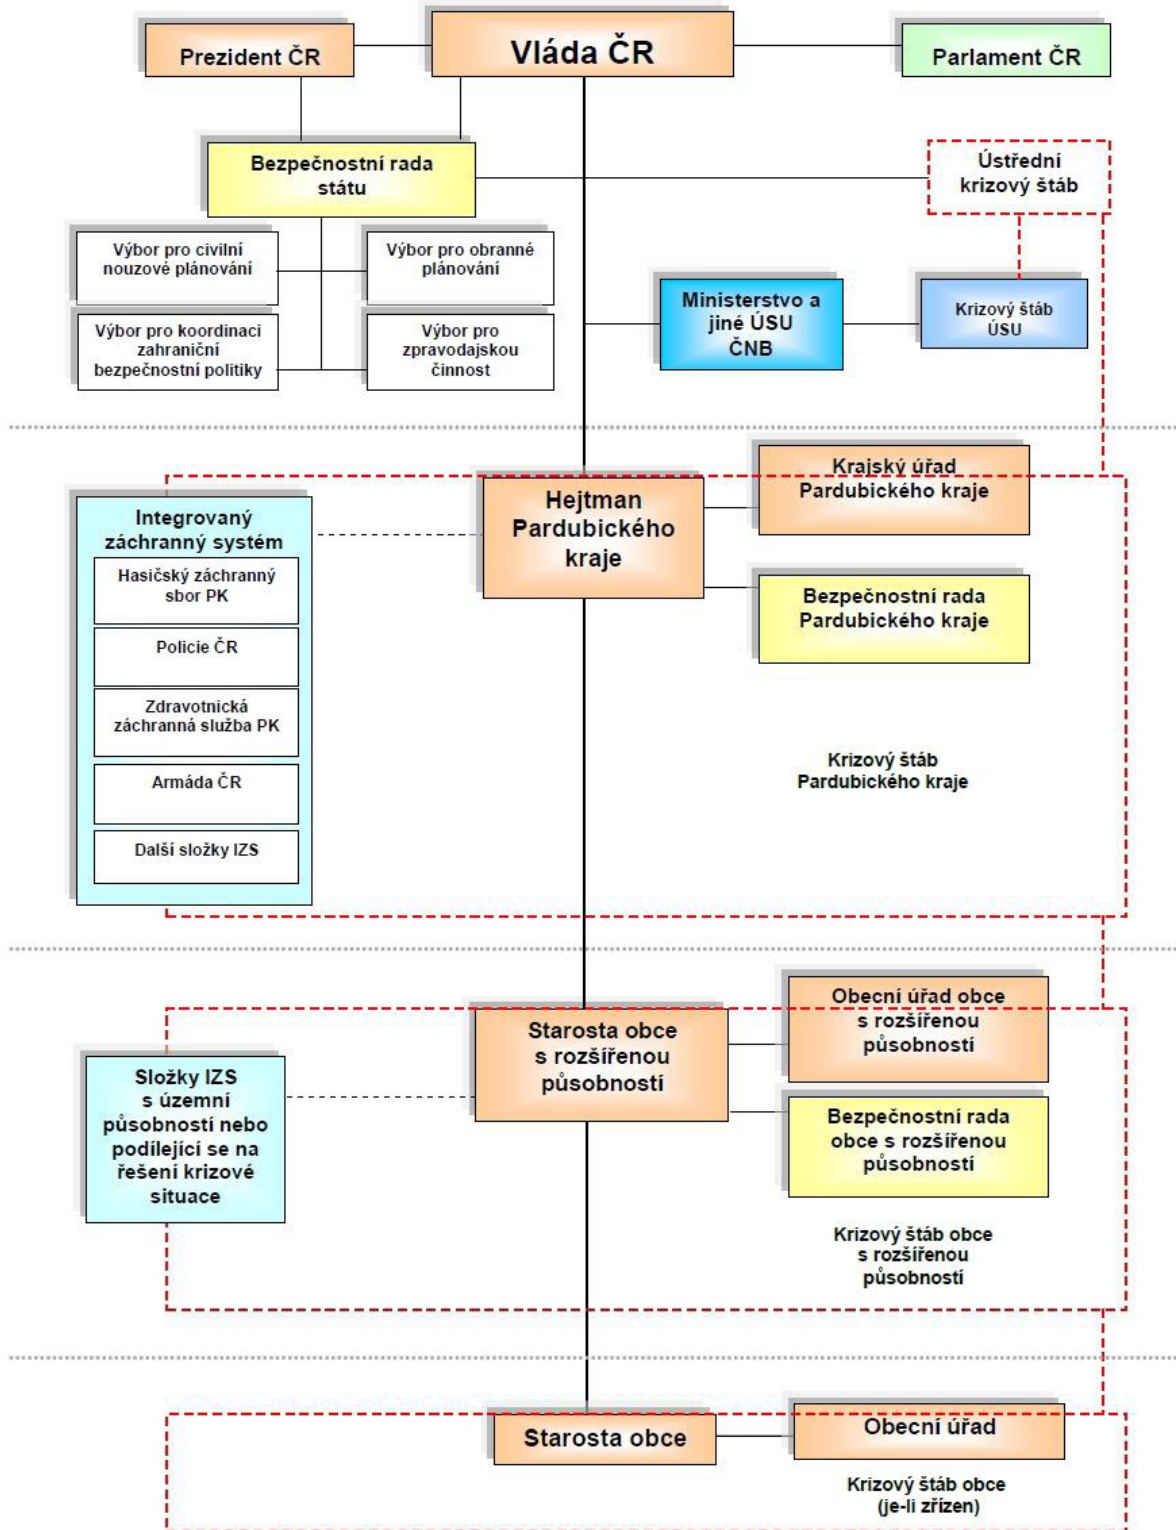 Prezident ČR
Vláda ČR
Parlament ČR
Bezpečnostní rada
státu
Ústřední
krizový štáb
Výbor pro civilní
nouzové plánování
Výbor pro obranné
plánování
Výbor pro koordinaci
zahraniční
bezpečnostní politiky
Výbor pro
zpravodajskou
činnost
Ministerstvo a
jiné ÚSU
ČNB
Krizový štáb
ÚSU
Integrovaný
záchranný systém
Hasičský záchranný
sbor PK
Policie ČR
Zdravotnická
záchranná služba PK
Armáda ČR
Další složky IZS
Hejtman
Pardubického
kraje
Krajský úřad
Pardubického kraje
Bezpečnostní rada
Pardubického kraje
Krizový štáb
Pardubického kraje
Složky IZS
s územní
působností nebo
podílející se na
řešení krizové
situace
Starosta obce
s rozšířenou
působností
Obecní úřad obce
s rozšířenou
působností
Bezpečnostní rada
obce s rozšířenou
působností
Krizový štáb obce
s rozšířenou
působností
Starosta obce
Obecní úřad
Krizový štáb obce
(je-li zřízen)